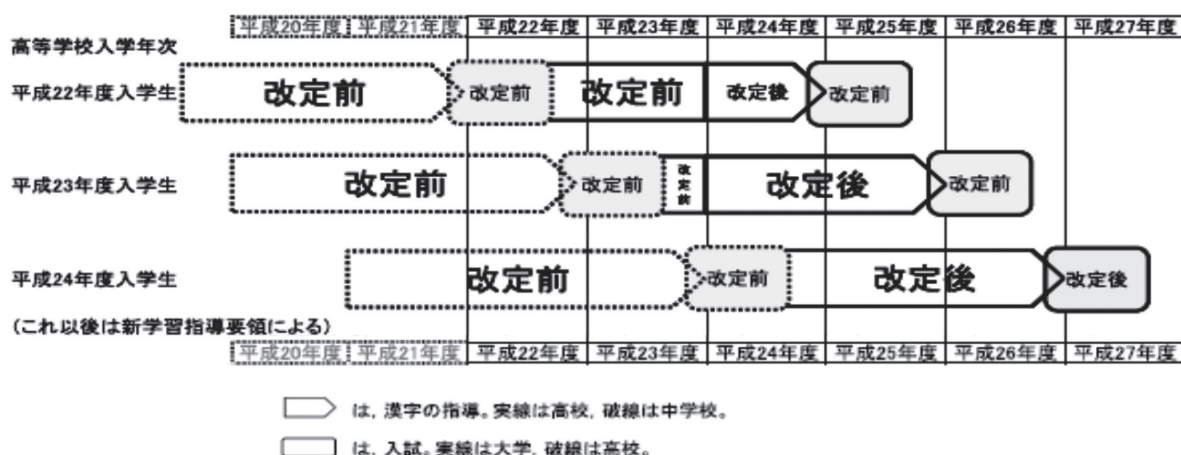 平成20年度 平成21年度 平成22年度 平成23年度 平成24年度 平成25年度 平成26年度 平成27年度
高等学校入学年次
平成22年度入学生 改定前 改定前 改定前 改定後 改定前
平成23年度入学生 改定前 改定前 改定前 改定後 改定前
平成24年度入学生 改定前 改定前 改定後 改定後
(これ以後は新学習指導要領による)
平成20年度 平成21年度 平成22年度 平成23年度 平成24年度 平成25年度 平成26年度 平成27年度
は, 漢字の指導。実線は高校, 破線は中学校。
は, 入試。実線は大学, 破線は高校。